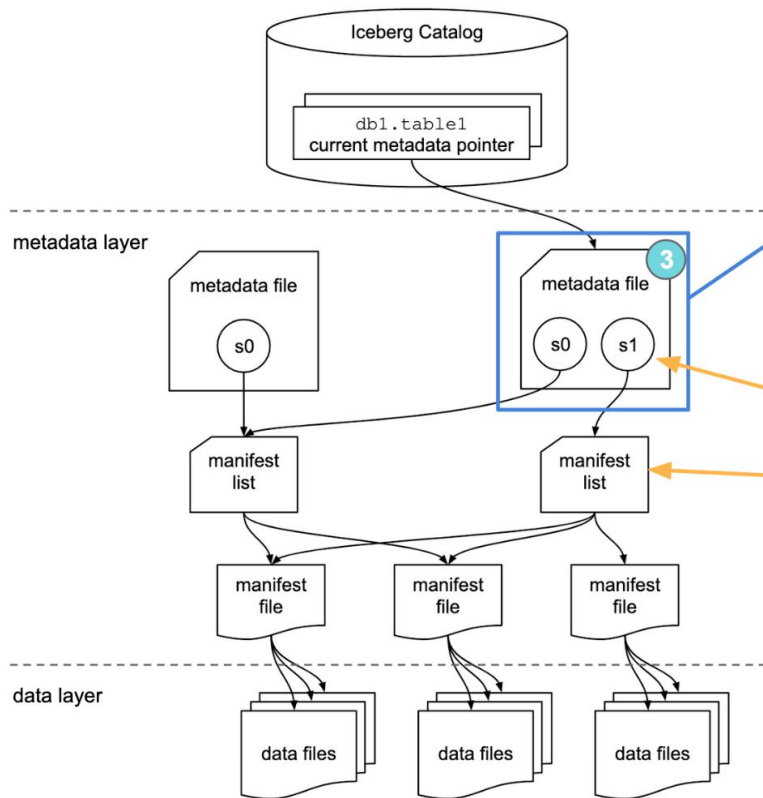 Iceberg Catalog
db1.table1
current metadata pointer
metadata layer
metadata file
s0
3
metadata file
s0
s1
manifest
list
manifest
list
manifest
file
manifest
file
manifest
file
data layer
data files
data files
data files